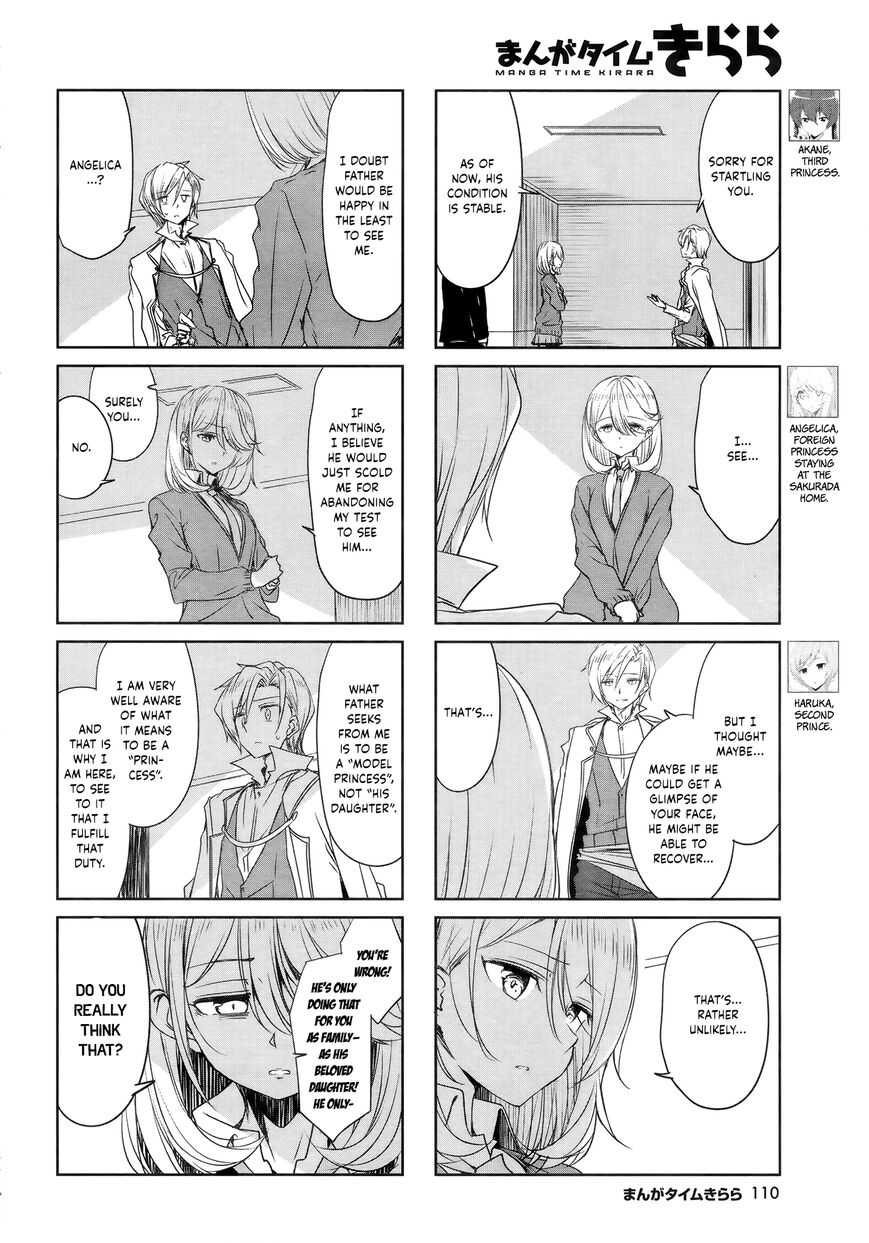 まんがタイムきらら
MANGA TIME KIRARA
AKANE,
THIRD
PRINCESS.
SORRY FOR
STARTLING
YOU.
AS OF
NOW, HIS
CONDITION
IS STABLE.
ANGELICA,
FOREIGN
PRINCESS
STAYING
AT THE
SAKURADA
HOME.
I...
SEE...
HARUKA,
SECOND
PRINCE.
BUT I
THOUGHT
MAYBE...
MAYBE IF HE
COULD GET A
GLIMPSE OF
YOUR FACE,
HE MIGHT BE
ABLE TO
RECOVER...
THAT'S...
THAT'S...
RATHER
UNLIKELY...
I DOUBT
FATHER
WOULD BE
HAPPY IN
THE LEAST
TO SEE
ME.
ANGELICA
...?
IF
ANYTHING,
I BELIEVE
HE WOULD
JUST SCOLD
ME FOR
ABANDONING
MY TEST
TO SEE
HIM...
SURELY
YOU...
NO.
WHAT
FATHER
SEEKS
FROM ME
IS TO BE
A "MODEL
PRINCESS",
NOT "HIS
DAUGHTER".
I AM VERY
WELL AWARE
OF WHAT
IT MEANS
TO BE A
"PRIN-
CESS".
AND
THAT IS
WHY I
AM HERE,
TO SEE
TO IT
THAT I
FULFILL
THAT
DUTY.
YOU'RE
WRONG!
HE'S ONLY
DOING THAT
FOR YOU
AS FAMILY—
AS HIS
BELOVED
DAUGHTER!
HE ONLY-
DO YOU
REALLY
THINK
THAT?
まんがタイムきらら 110